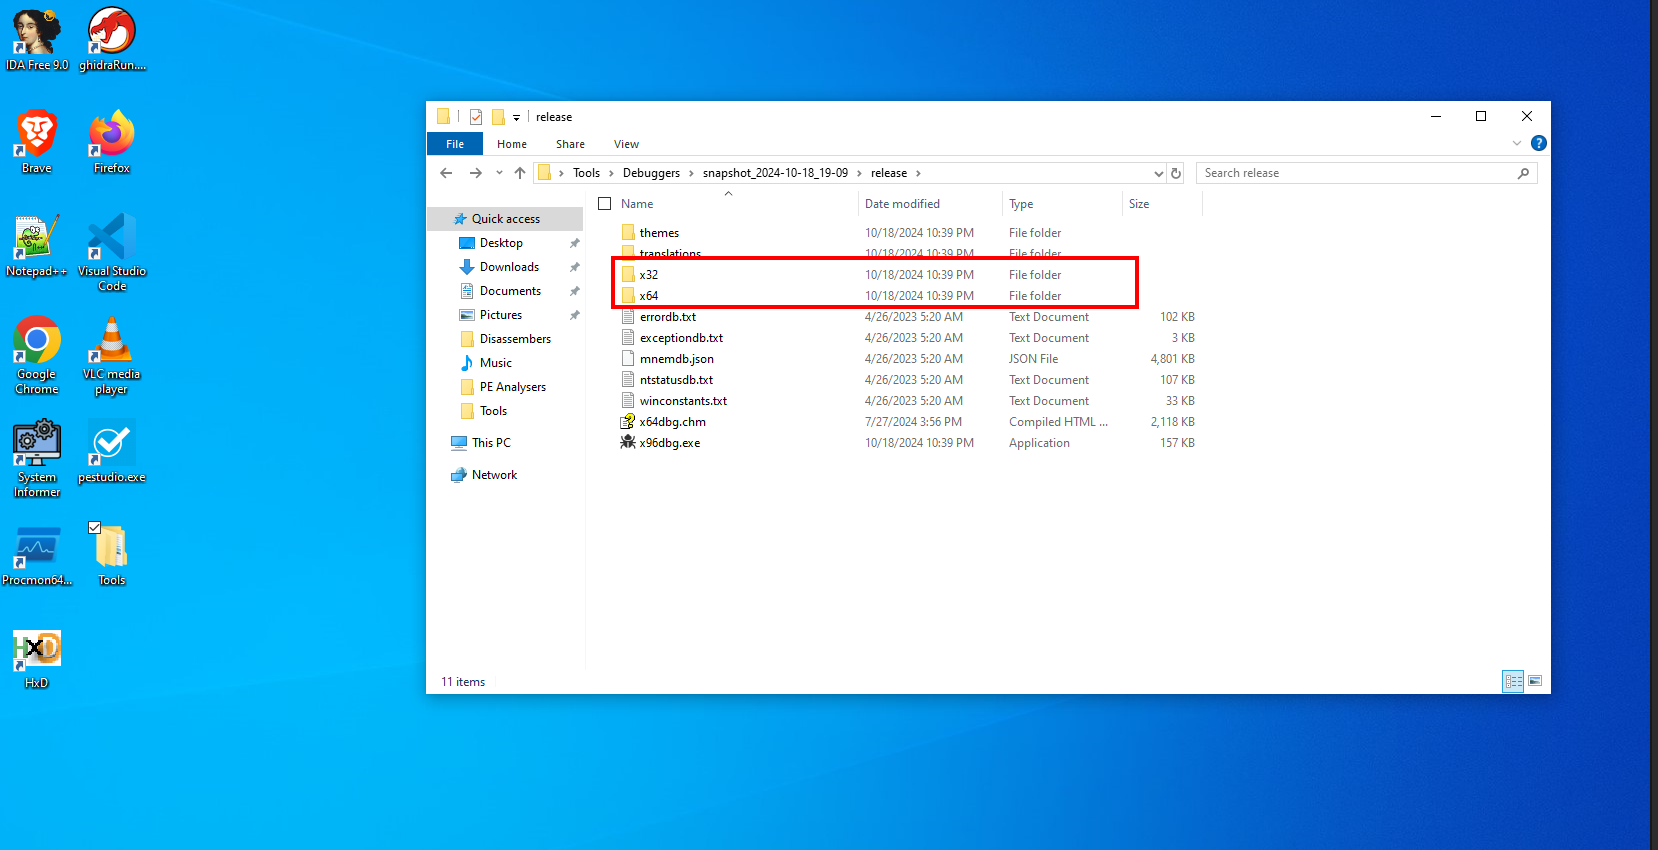 IDA Free 9.0
ghidraRun....
Brave
Firefox
Notepad++
Visual Studio
Code
Google
Chrome
VLC media
player
System
Informer
pestudio.exe
Procmon64...
Tools
HxD
HxD
release
File
Home
Share
View
?
Tools
Debuggers
snapshot_2024-10-18_19-09
release
Search release
Quick access
Desktop
Downloads
Documents
Pictures
Disassembers
Music
PE Analysers
Tools
This PC
Network
Name Date modified Type Size
themes 10/18/2024 10:39 PM File folder
translations 10/18/2024 10:39 PM File folder
x32 10/18/2024 10:39 PM File folder
x64 10/18/2024 10:39 PM File folder
errordb.txt 4/26/2023 5:20 AM Text Document 102 KB
exceptiondb.txt 4/26/2023 5:20 AM Text Document 3 KB
mnemdb.json 4/26/2023 5:20 AM JSON File 4,801 KB
ntstatusdb.txt 4/26/2023 5:20 AM Text Document 107 KB
winconstants.txt 4/26/2023 5:20 AM Text Document 33 KB
x64dbg.chm 7/27/2024 3:56 PM Compiled HTML ... 2,118 KB
x96dbg.exe 10/18/2024 10:39 PM Application 157 KB
11 items